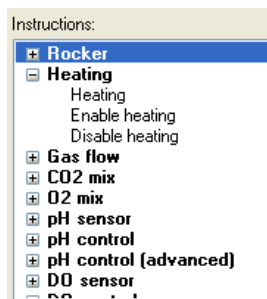 Instructions:
Rocker
Heating
Heating
Enable heating
Disable heating
Gas flow
CO2 mix
O2 mix
pH sensor
pH control
pH control (advanced)
DO sensor